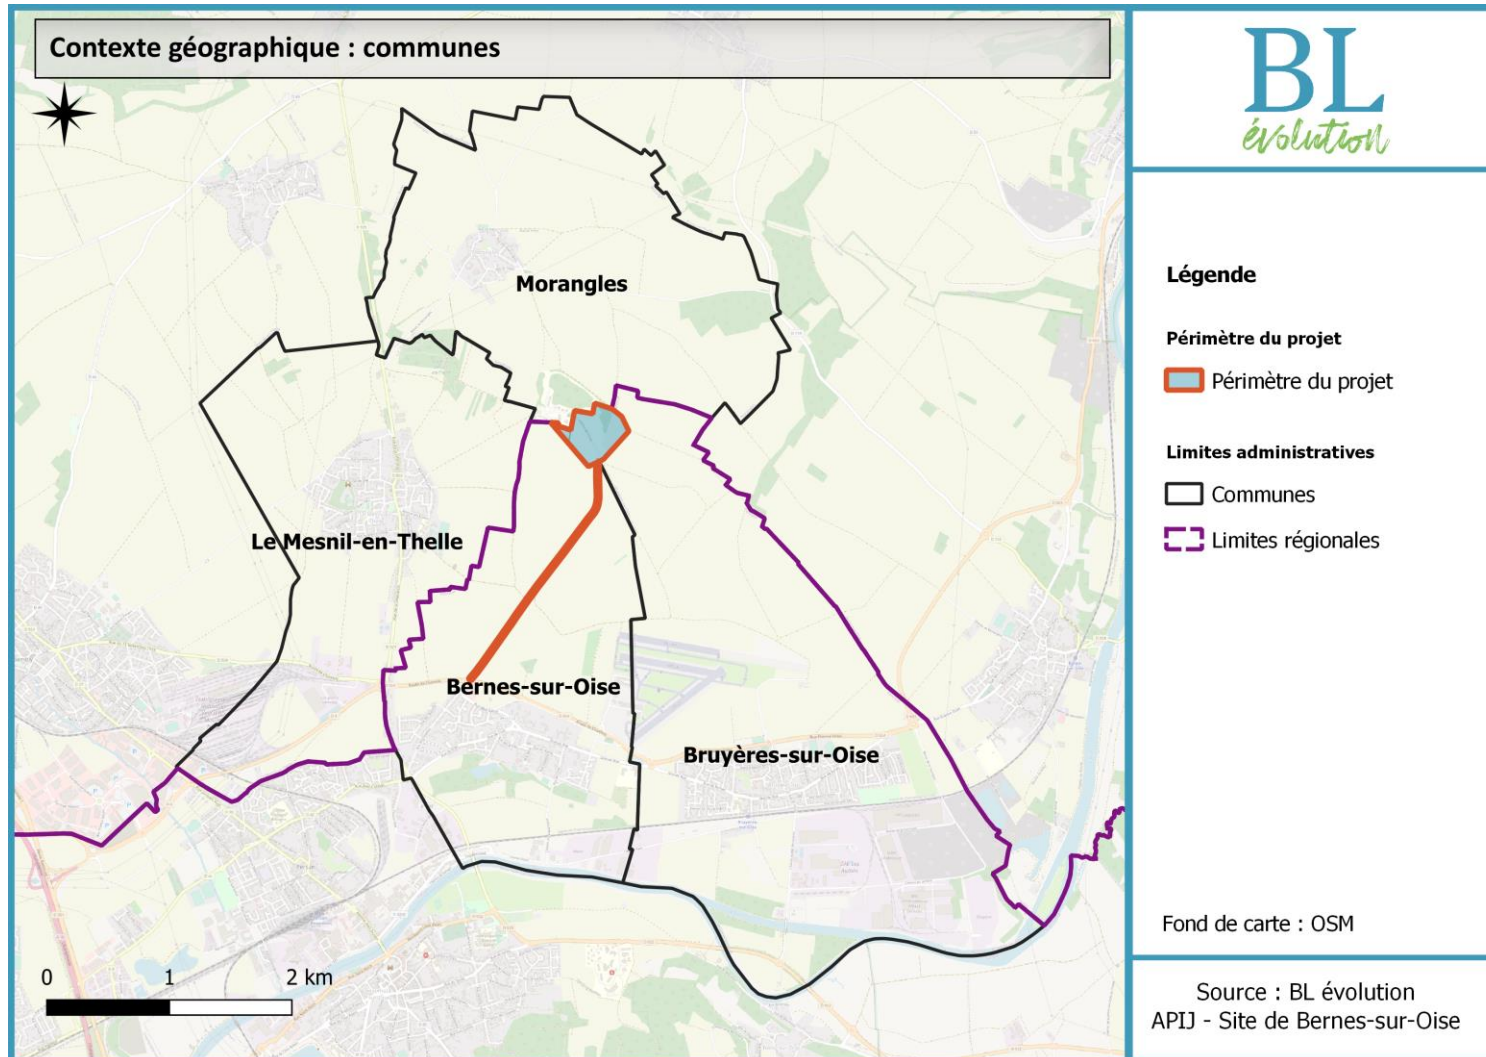 Contexte géographique : communes
Morangles
Le Mesnil-en-Thelle
Bernes-sur-Oise
Bruyères-sur-Oise
0 1 2 km
BL
évolution
Légende
Périmètre du projet
Périmètre du projet
Limites administratives
Communes
Limites régionales
Fond de carte : OSM
Source : BL évolution
APIJ - Site de Bernes-sur-Oise